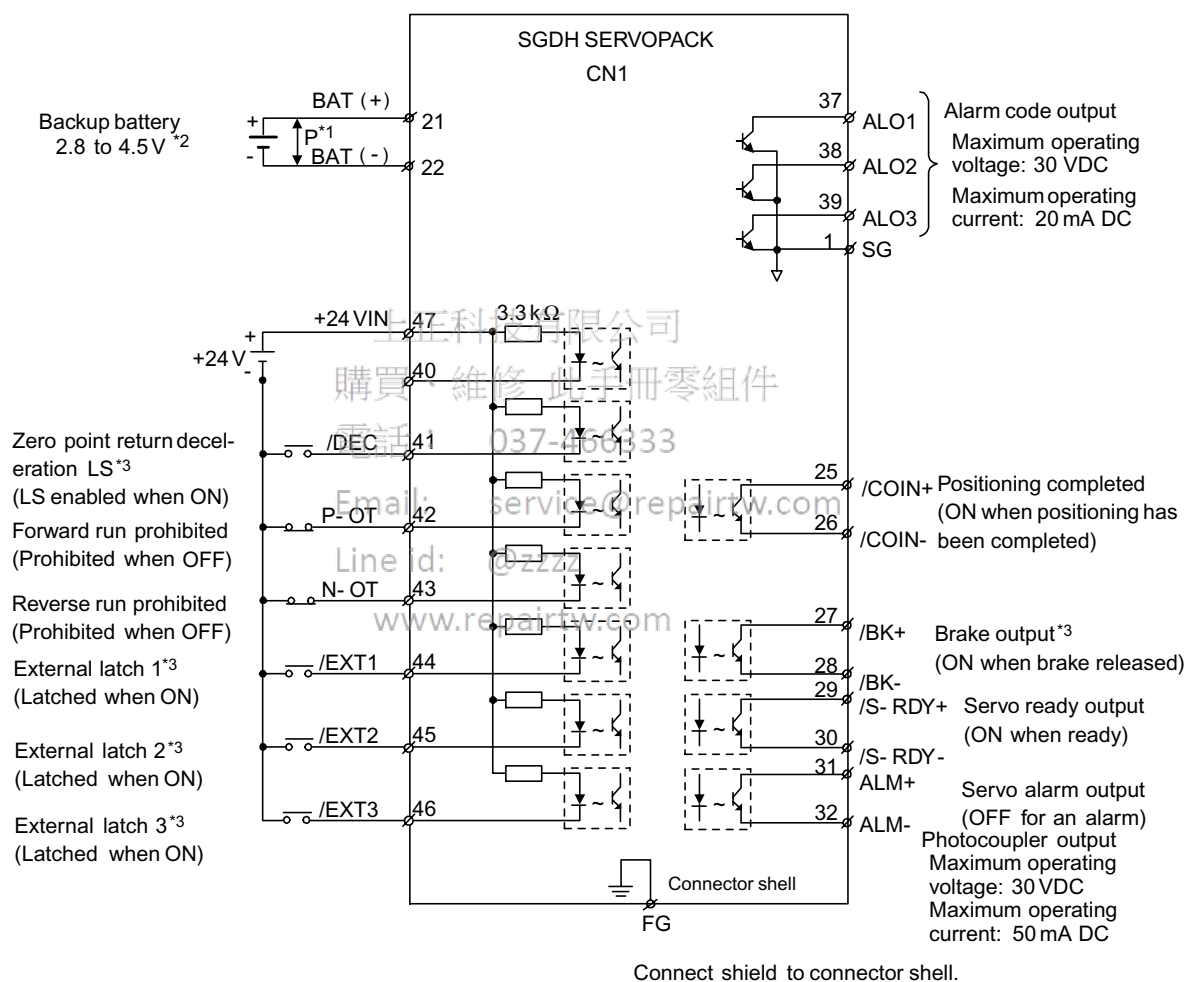 SGDH SERVOPACK
CN1
BAT (+)
21
Backup battery
2.8 to 4.5 V *2
+
-
P*1
BAT (-)
22
37
ALO1
38
ALO2
39
ALO3
1
SG
Alarm code output
Maximum operating
voltage: 30 VDC
Maximum operating
current: 20 mA DC
+24 VIN
47
3.3 kΩ
+
+24 V
-
40
上正科技有限公司
購買、維修 此手冊零組件
電話： 037-466333
Email: service@repairtw.com
Line id: @zzzz
www.repairtw.com
Zero point return decel-
eration LS*3
(LS enabled when ON)
/DEC
41
Forward run prohibited
(Prohibited when OFF)
P- OT
42
Reverse run prohibited
(Prohibited when OFF)
N- OT
43
External latch 1*3
(Latched when ON)
/EXT1
44
External latch 2*3
(Latched when ON)
/EXT2
45
External latch 3*3
(Latched when ON)
/EXT3
46
~
~
~
~
~
~
~
25
/COIN+
26
/COIN-
Positioning completed
(ON when positioning has
been completed)
~
27
/BK+
28
/BK-
Brake output*3
(ON when brake released)
~
29
/S- RDY+
30
/S- RDY-
Servo ready output
(ON when ready)
~
31
ALM+
32
ALM-
Servo alarm output
(OFF for an alarm)
~
Photocoupler output
Maximum operating
voltage: 30 VDC
Maximum operating
current: 50 mA DC
Connector shell
FG
Connect shield to connector shell.